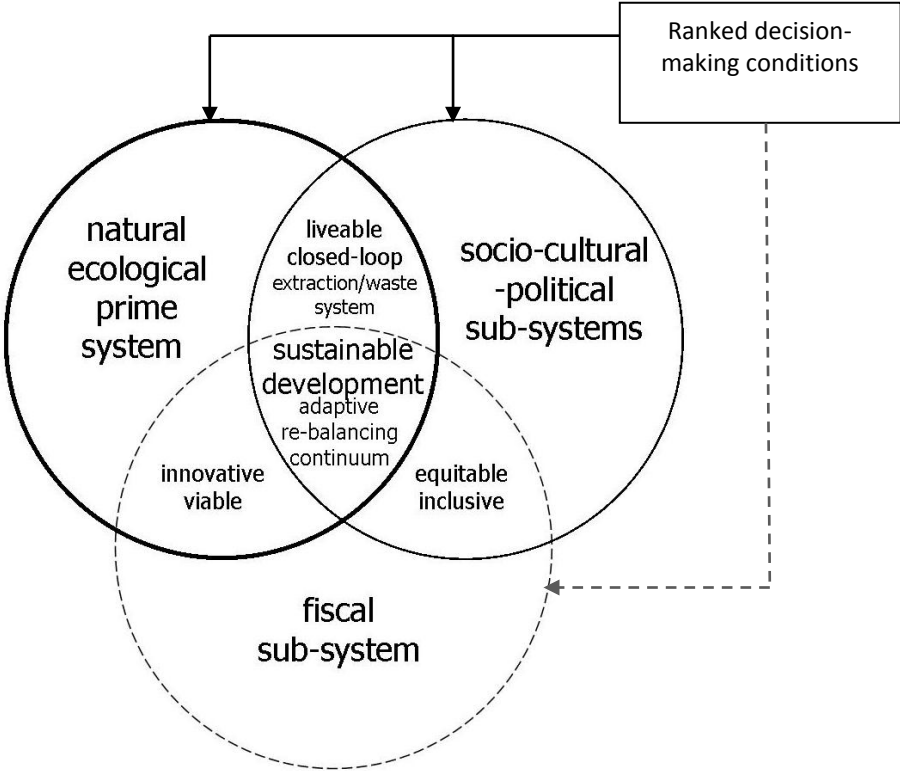 Ranked decision-
making conditions
natural
ecological
prime
system
liveable
closed-loop
extraction/waste
system
socio-cultural
-political
sub-systems
sustainable
development
adaptive
re-balancing
continuum
innovative
viable
equitable
inclusive
fiscal
sub-system